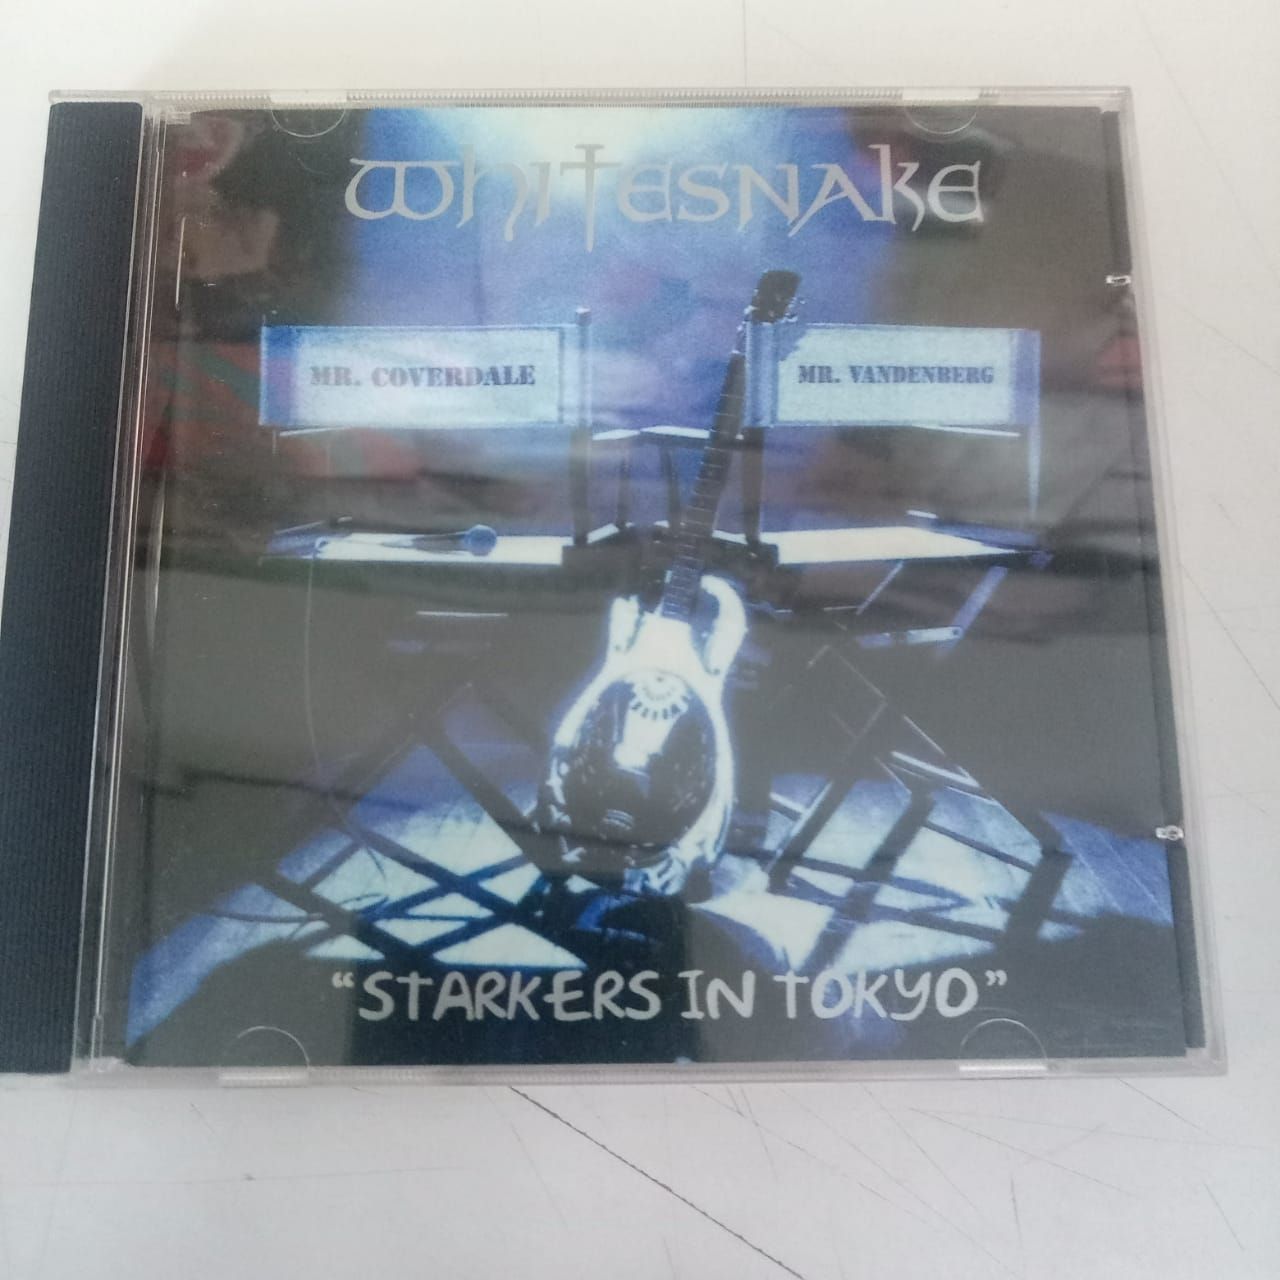 WHITESNAKE
MR. COVERDALE
MR. VANDENBERG
“STARKERS IN TOKYO”